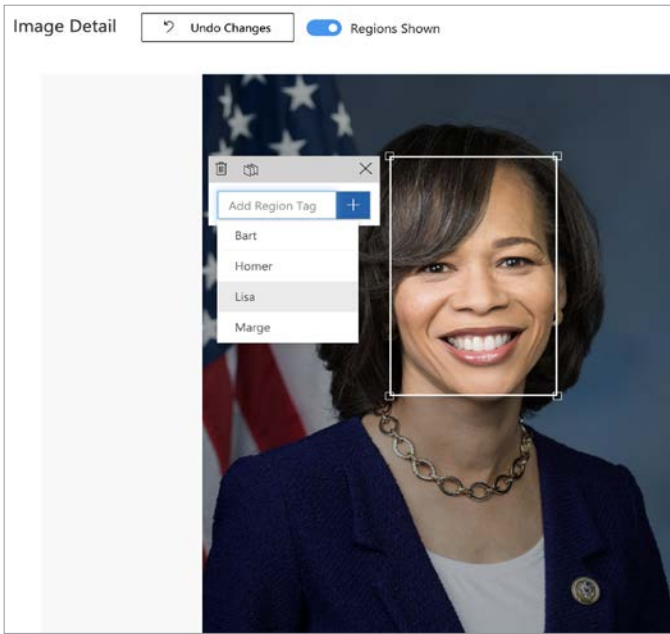 Image Detail
Undo Changes
Regions Shown
Add Region Tag
Bart
Homer
Lisa
Marge